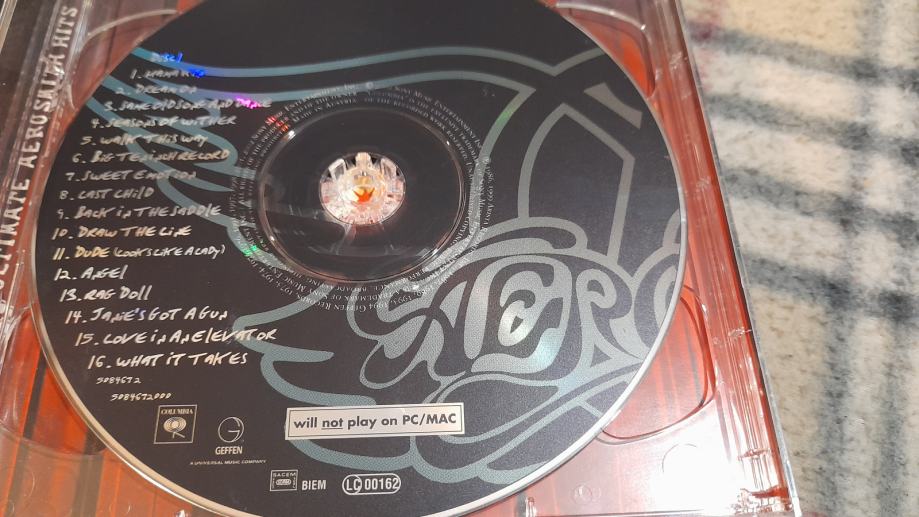 ULTIMATE AEROSMITH HITS
DISC 1
1. MAMA KIN
2. DREAM ON
3. SAME OLD SONG AND DANCE
4. SEASONS OF WITHER
5. WALK THIS WAY
6. BIG TEN INCH RECORD
7. SWEET EMOTION
8. LAST CHILD
9. BACK IN THE SADDLE
10. DRAW THE LINE
11. DUDE (LOOKS LIKE A LADY)
12. ANGEL
13. RAG DOLL
14. JANE'S GOT A GUN
15. LOVE IN AN ELEVATOR
16. WHAT IT TAKES
5084672
5084672000
COLUMBIA
GEFFEN
A UNIVERSAL MUSIC COMPANY
will not play on PC/MAC
SACEM
BIEM
LC 00162